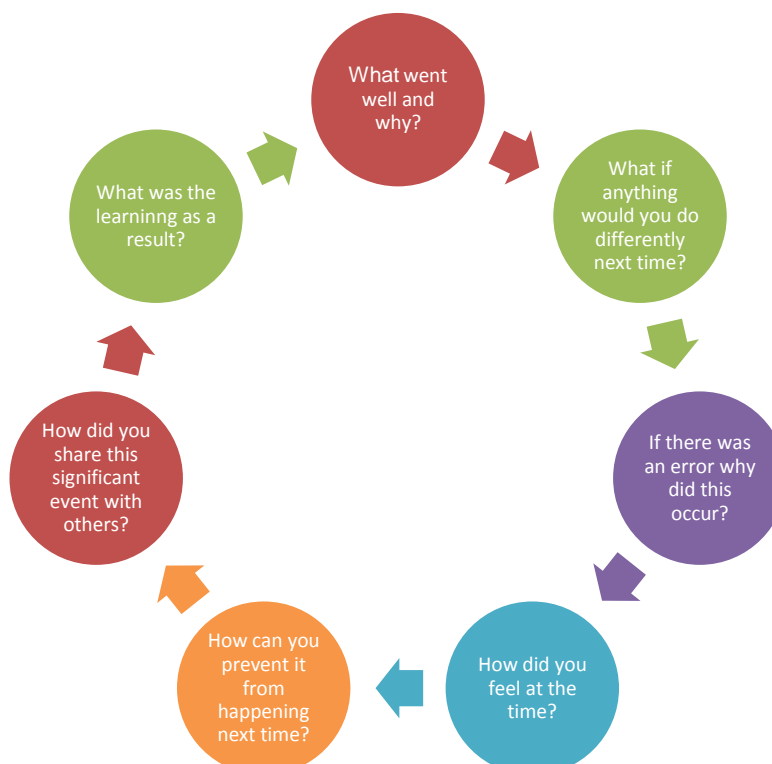 What went
well and
why?
What if
anything
would you do
differently
next time?
If there was
an error why
did this
occur?
How did you
feel at the
time?
How can you
prevent it
from
happening
next time?
How did you
share this
significant
event with
others?
What was the
learninng as a
result?